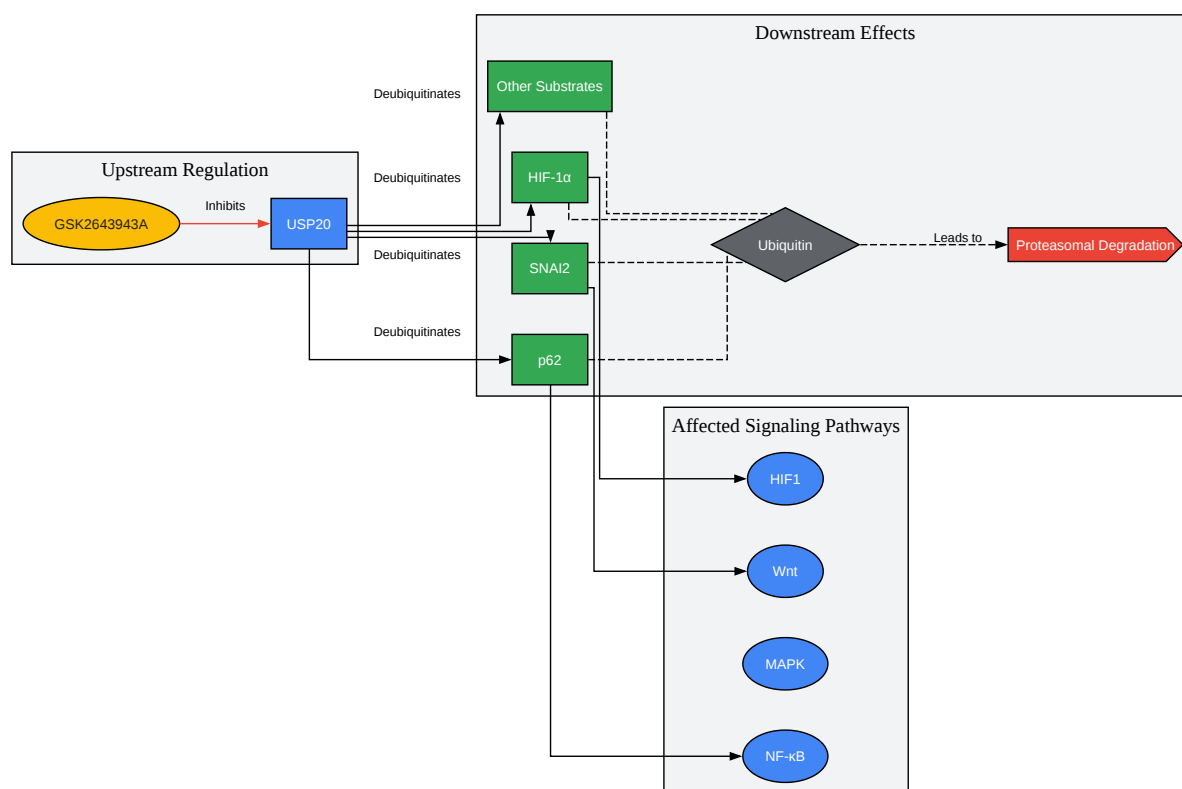 Downstream Effects
Deubiquitinates
Other Substrates
Upstream Regulation
Deubiquitinates
HIF-1α
GSK2643943A
Inhibits
USP20
Deubiquitinates
SNAI2
Ubiquitin
Leads to
Proteasomal Degradation
Deubiquitinates
p62
Affected Signaling Pathways
HIF1
Wnt
MAPK
NF-κB